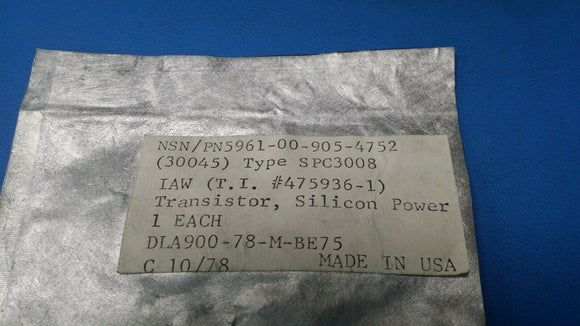 NSN/PN5961-00-905-4752
(30045) Type SPC3008
IAW (T.I. #475936-1)
Transistor, Silicon Power
1 EACH
DLA900-78-M-BE75
C 10/78 MADE IN USA